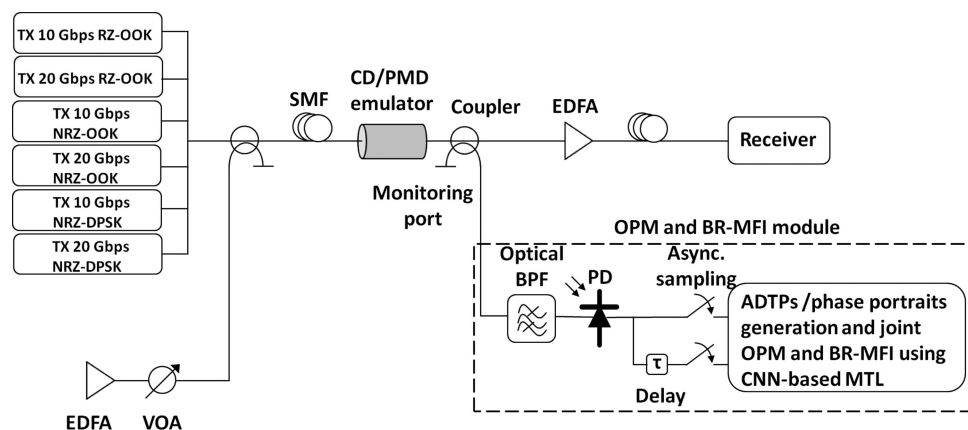 TX 10 Gbps RZ-OOK
TX 20 Gbps RZ-OOK
TX 10 Gbps
NRZ-OOK
TX 20 Gbps
NRZ-OOK
TX 10 Gbps
NRZ-DPSK
TX 20 Gbps
NRZ-DPSK
SMF
CD/PMD
emulator
Coupler
EDFA
Receiver
Monitoring
port
OPM and BR-MFI module
Optical
BPF
PD
Async.
sampling
τ
Delay
ADTPs /phase portraits
generation and joint
OPM and BR-MFI using
CNN-based MTL
EDFA
VOA